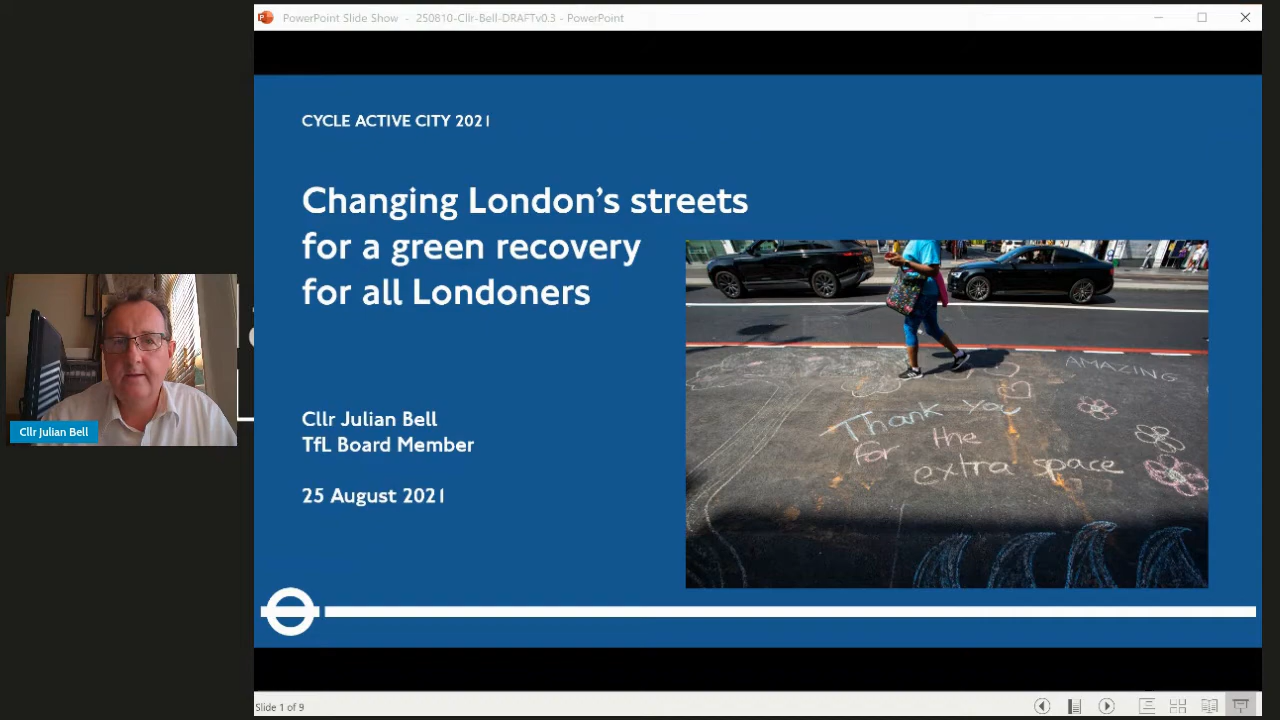 PowerPoint Slide Show - 250810-Cllr-Bell-DRAFTv0.3 - PowerPoint
CYCLE ACTIVE CITY 2021
Changing London's streets
for a green recovery
for all Londoners
AMAZING
Thank You
for the
extra space
Cllr Julian Bell
TfL Board Member
25 August 2021
Cllr Julian Bell
Slide 1 of 9